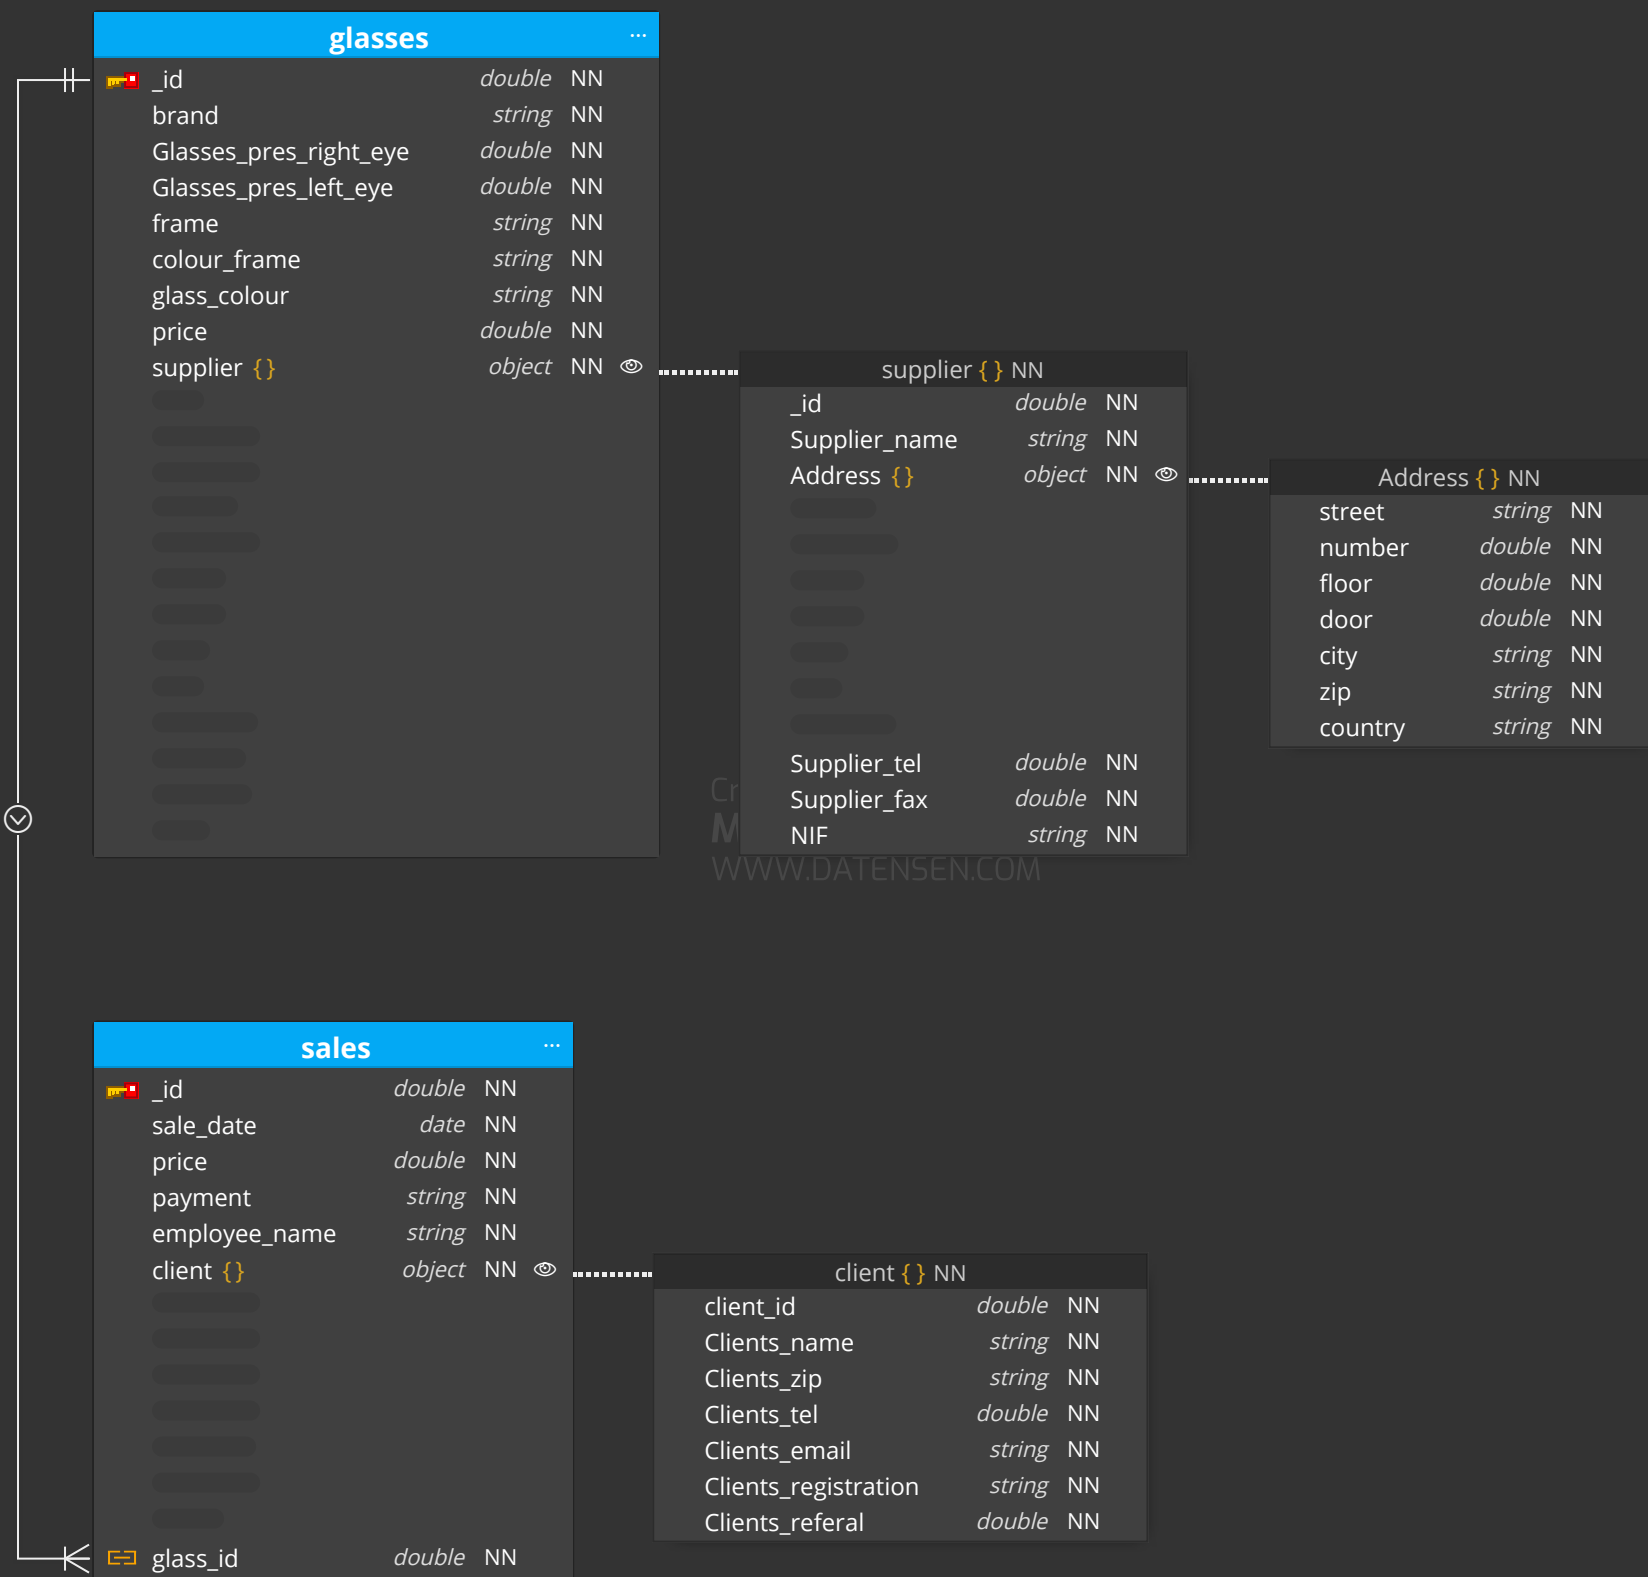 glasses ...
_id double NN
brand string NN
Glasses_pres_right_eye double NN
Glasses_pres_left_eye double NN
frame string NN
colour_frame string NN
glass_colour string NN
price double NN
supplier {} object NN
supplier {} NN
_id double NN
Supplier_name string NN
Address {} object NN
Supplier_tel double NN
Supplier_fax double NN
NIF string NN
Address {} NN
street string NN
number double NN
floor double NN
door double NN
city string NN
zip string NN
country string NN
Cr
M
WWW.DATENSEN.COM
sales ...
_id double NN
sale_date date NN
price double NN
payment string NN
employee_name string NN
client {} object NN
glass_id double NN
client {} NN
client_id double NN
Clients_name string NN
Clients_zip string NN
Clients_tel double NN
Clients_email string NN
Clients_registration string NN
Clients_referal double NN